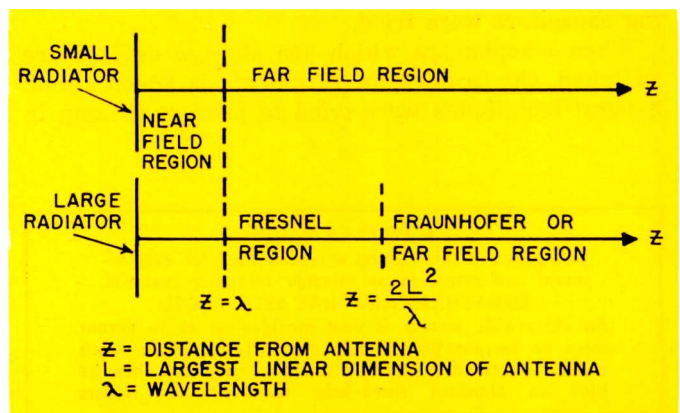 SMALL
RADIATOR
FAR FIELD REGION
Z
NEAR
FIELD
REGION
LARGE
RADIATOR
FRESNEL
REGION
FRAUNHOFER OR
FAR FIELD REGION
Z
Z = λ
Z = 2L²/λ
Z = DISTANCE FROM ANTENNA
L = LARGEST LINEAR DIMENSION OF ANTENNA
λ = WAVELENGTH